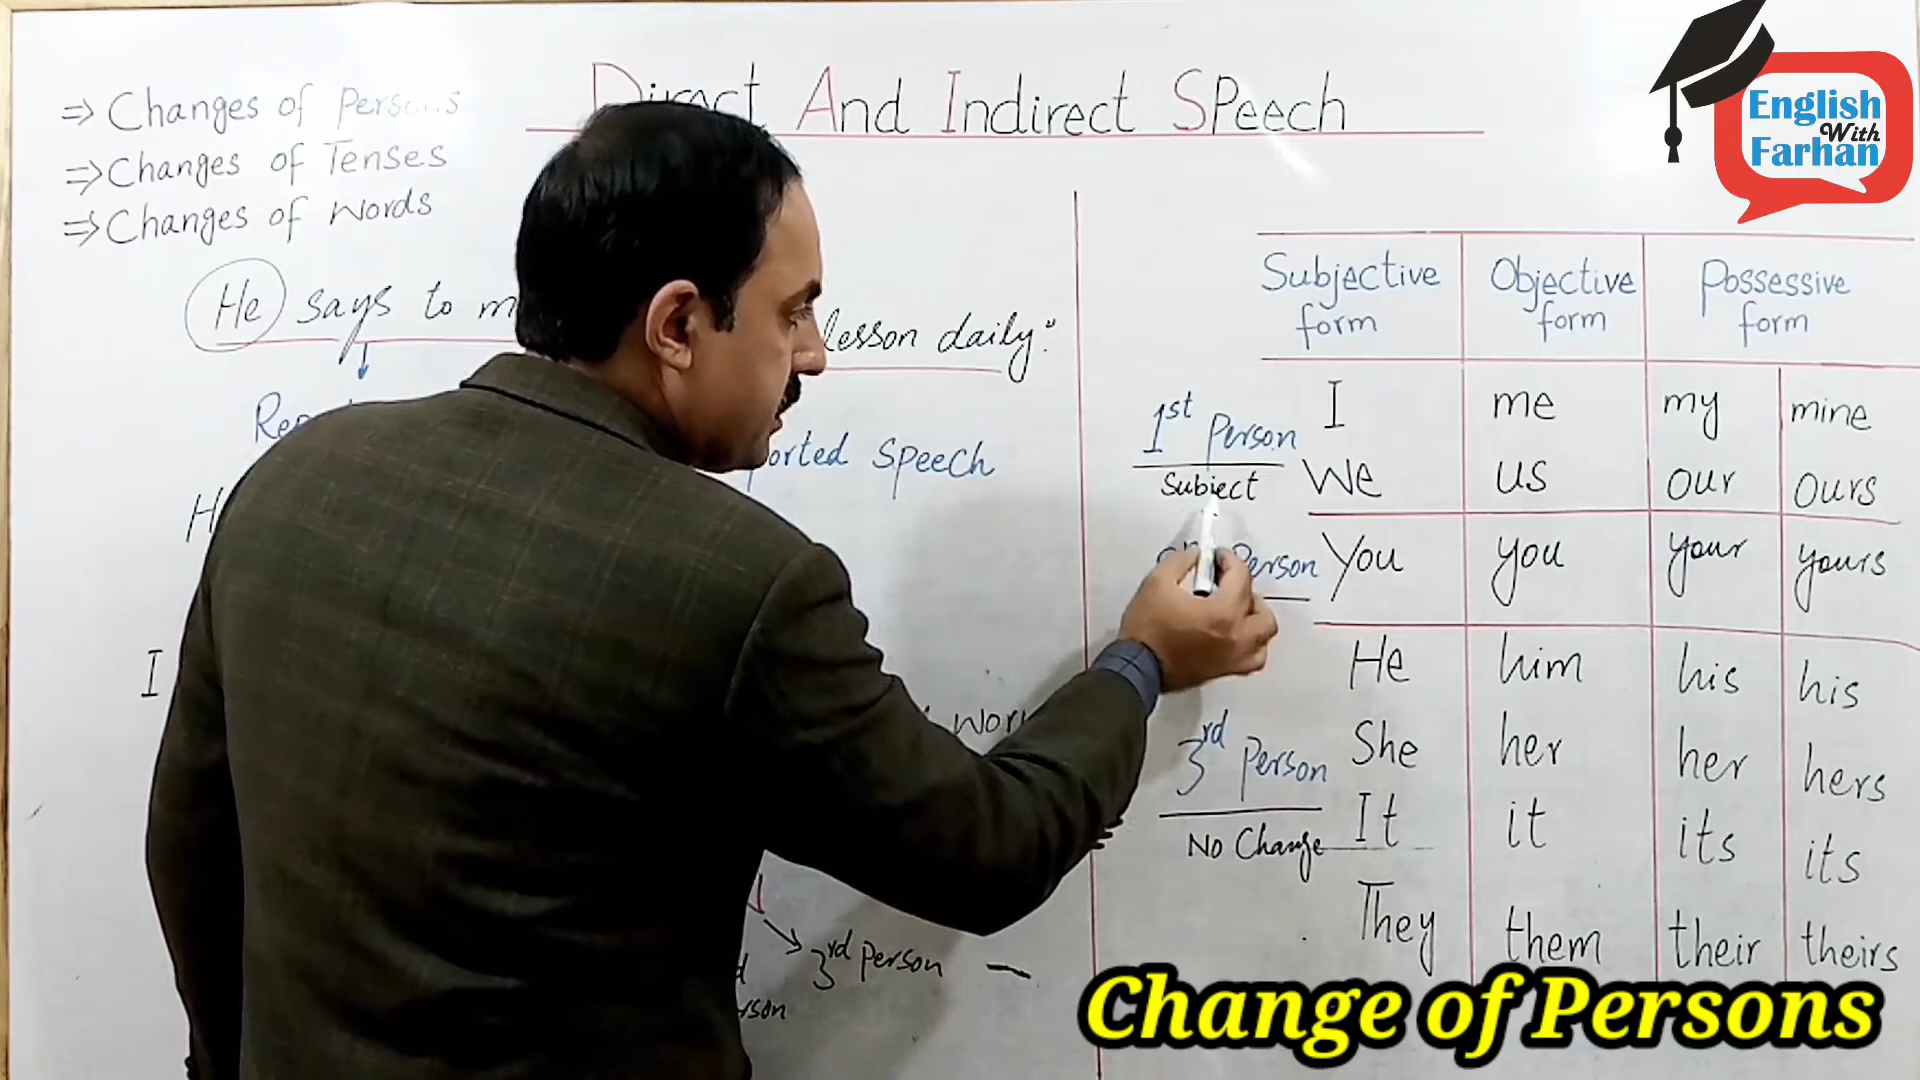 Direct And Indirect SPeech
English
With
Farhan
⇒ Changes of Persons
⇒ Changes of Tenses
⇒ Changes of Words
He says to
lesson daily."
orted Speech
I
3rd Person
Subjective form | Objective form | Possessive form
1st Person
Subject
I me my mine
We us our ours
Person You you your yours
He him his his
3rd Person She her her hers
No Change
It it its its
They them their theirs
Change of Persons